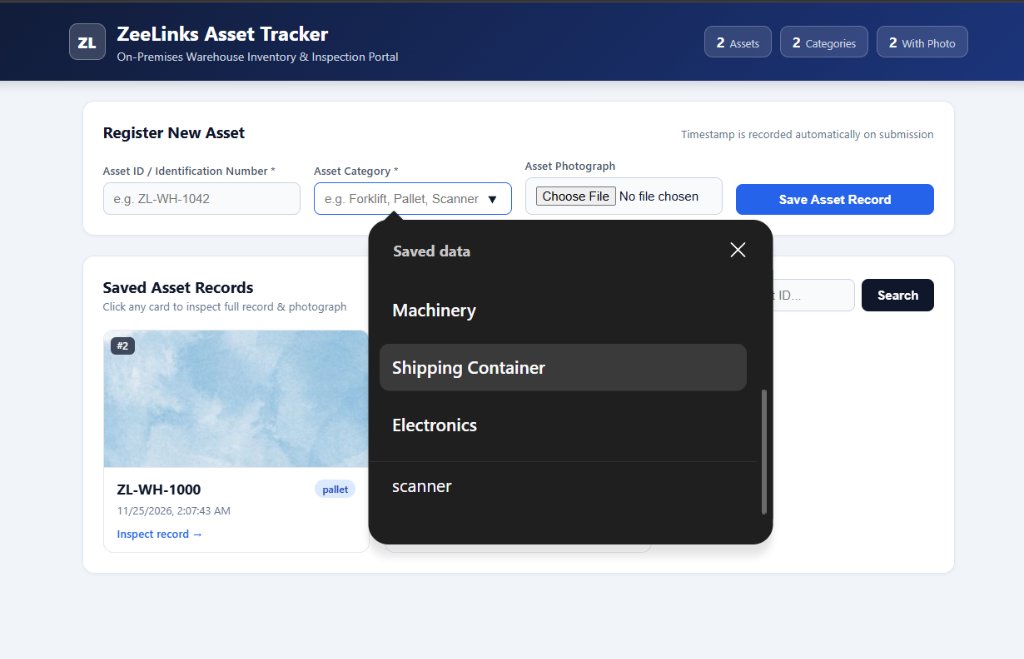 ZL
ZeeLinks Asset Tracker
On-Premises Warehouse Inventory & Inspection Portal
2 Assets
2 Categories
2 With Photo
Register New Asset
Timestamp is recorded automatically on submission
Asset ID / Identification Number *
e.g. ZL-WH-1042
Asset Category *
e.g. Forklift, Pallet, Scanner ▼
Asset Photograph
Choose File No file chosen
Save Asset Record
Saved data
Machinery
Shipping Container
Electronics
scanner
Saved Asset Records
Click any card to inspect full record & photograph
ID...
Search
#2
ZL-WH-1000
pallet
11/25/2026, 2:07:43 AM
Inspect record →